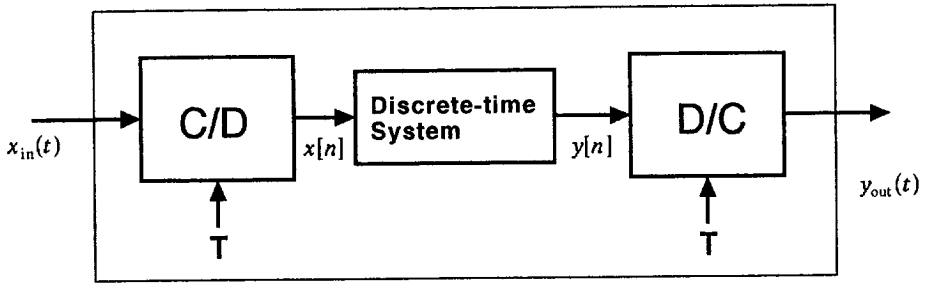 C/D
Discrete-time
System
D/C
x_in(t)
x[n]
y[n]
y_out(t)
T
T